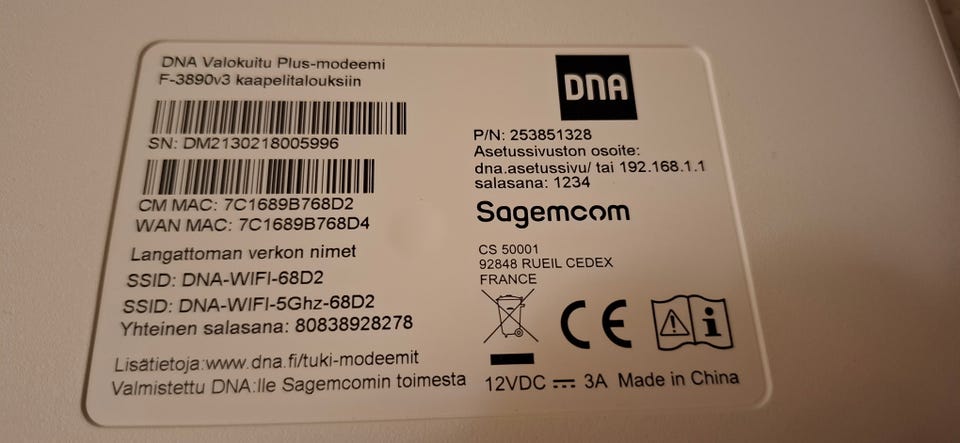 DNA Valokuitu Plus-modeemi
F-3890v3 kaapelitalouksiin
SN: DM2130218005996
CM MAC: 7C1689B768D2
WAN MAC: 7C1689B768D4
Langattoman verkon nimet
SSID: DNA-WIFI-68D2
SSID: DNA-WIFI-5Ghz-68D2
Yhteinen salasana: 80838928278
Lisätietoja:www.dna.fi/tuki-modeemit
Valmistettu DNA:lle Sagemcomin toimesta
DNA
P/N: 253851328
Asetussivuston osoite:
dna.asetussivu/ tai 192.168.1.1
salasana: 1234
Sagemcom
CS 50001
92848 RUEIL CEDEX
FRANCE
CE
12VDC ⎓ 3A Made in China